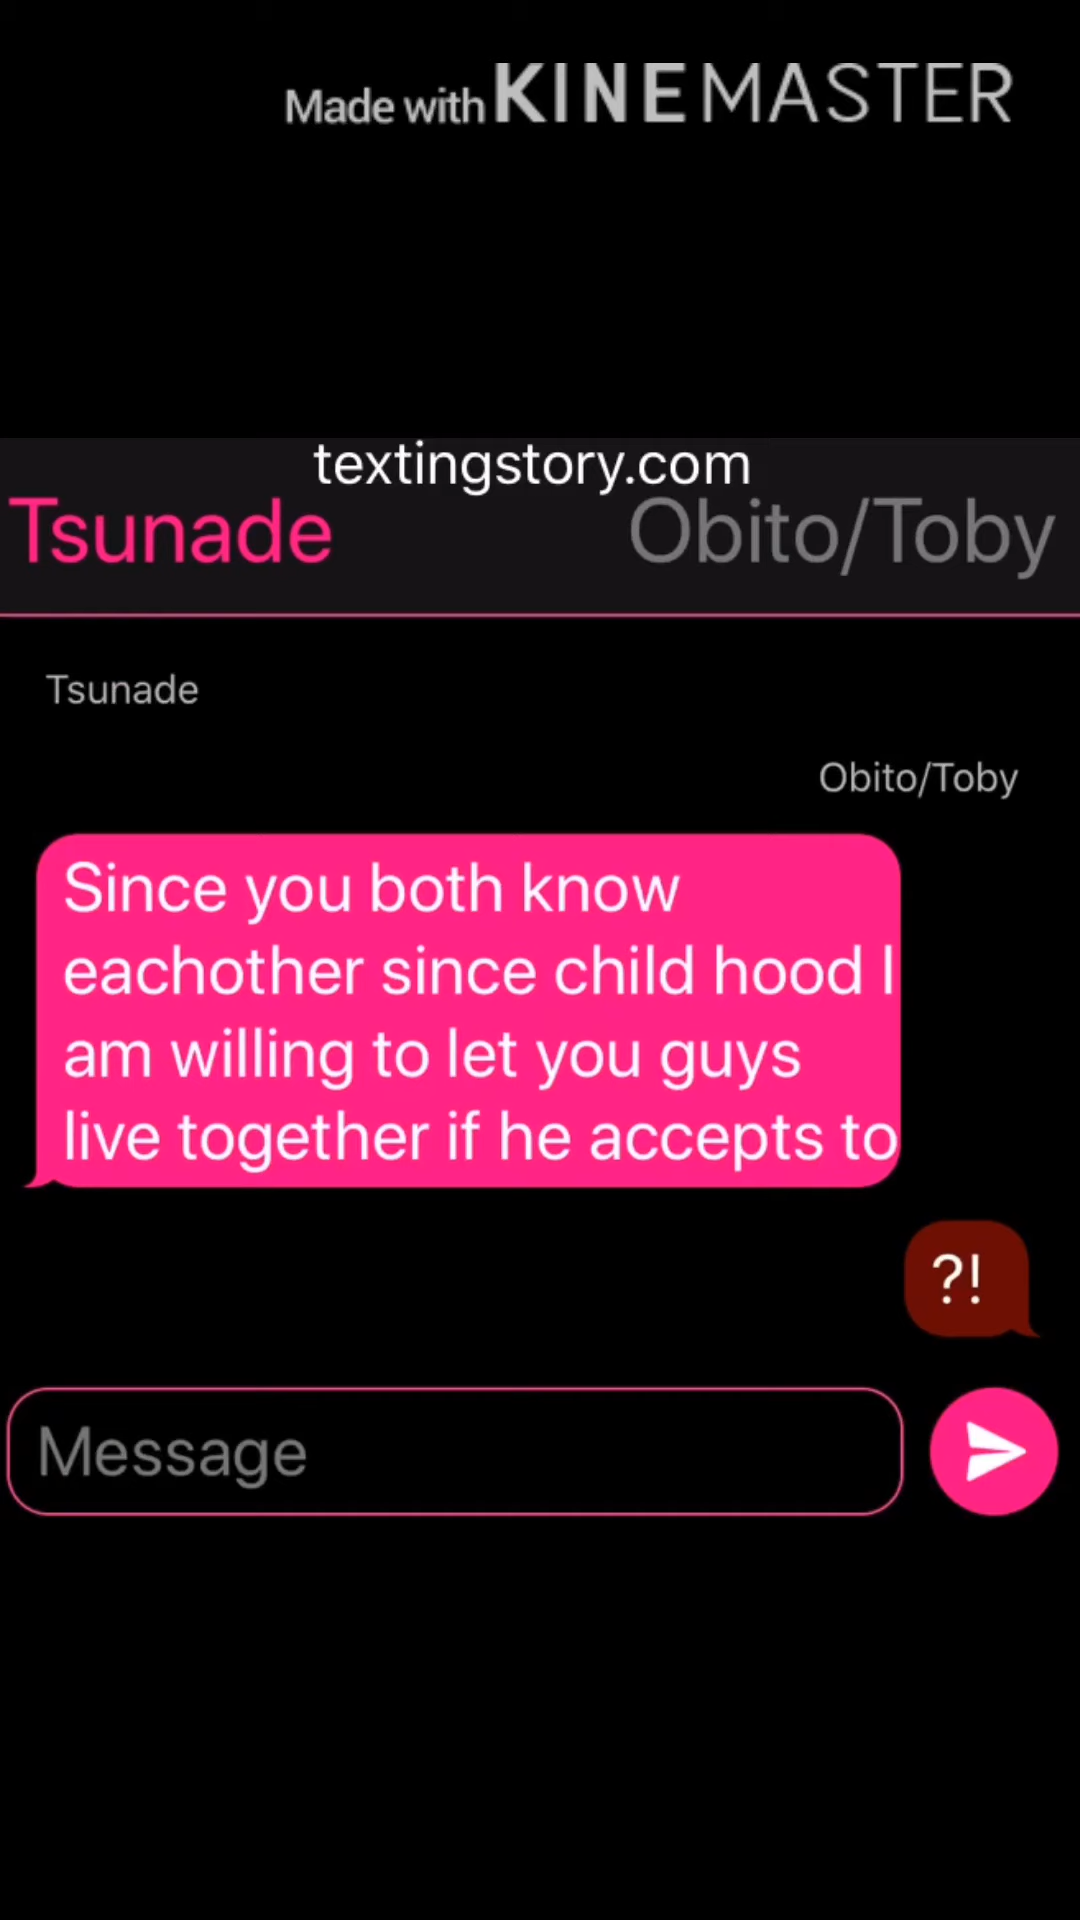 Made with KINEMASTER
textingstory.com
Tsunade Obito/Toby
Tsunade
Obito/Toby
Since you both know
eachother since child hood I
am willing to let you guys
live together if he accepts to
?!
Message